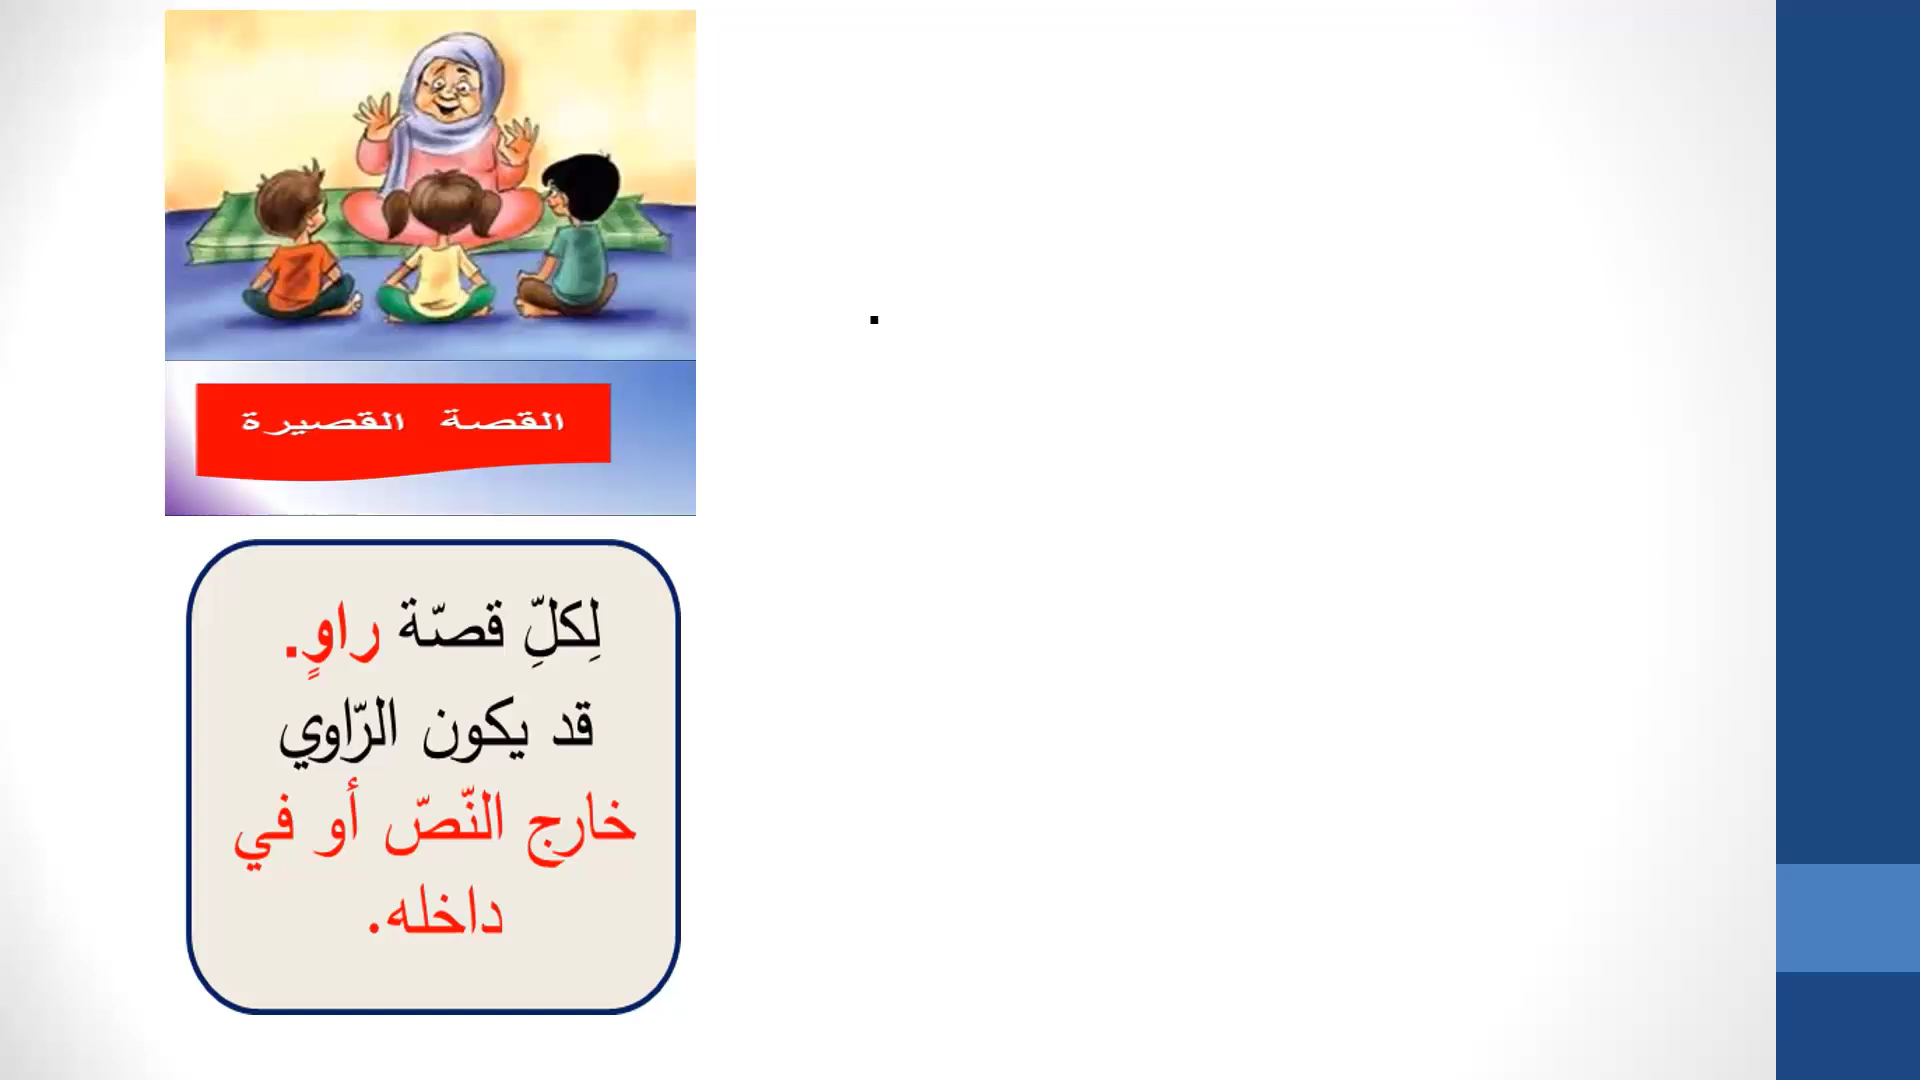 القصة القصيرة
لِكلِّ قصّة راوٍ.
قد يكون الرّاوي
خارج النّصّ أو في
داخله.
.